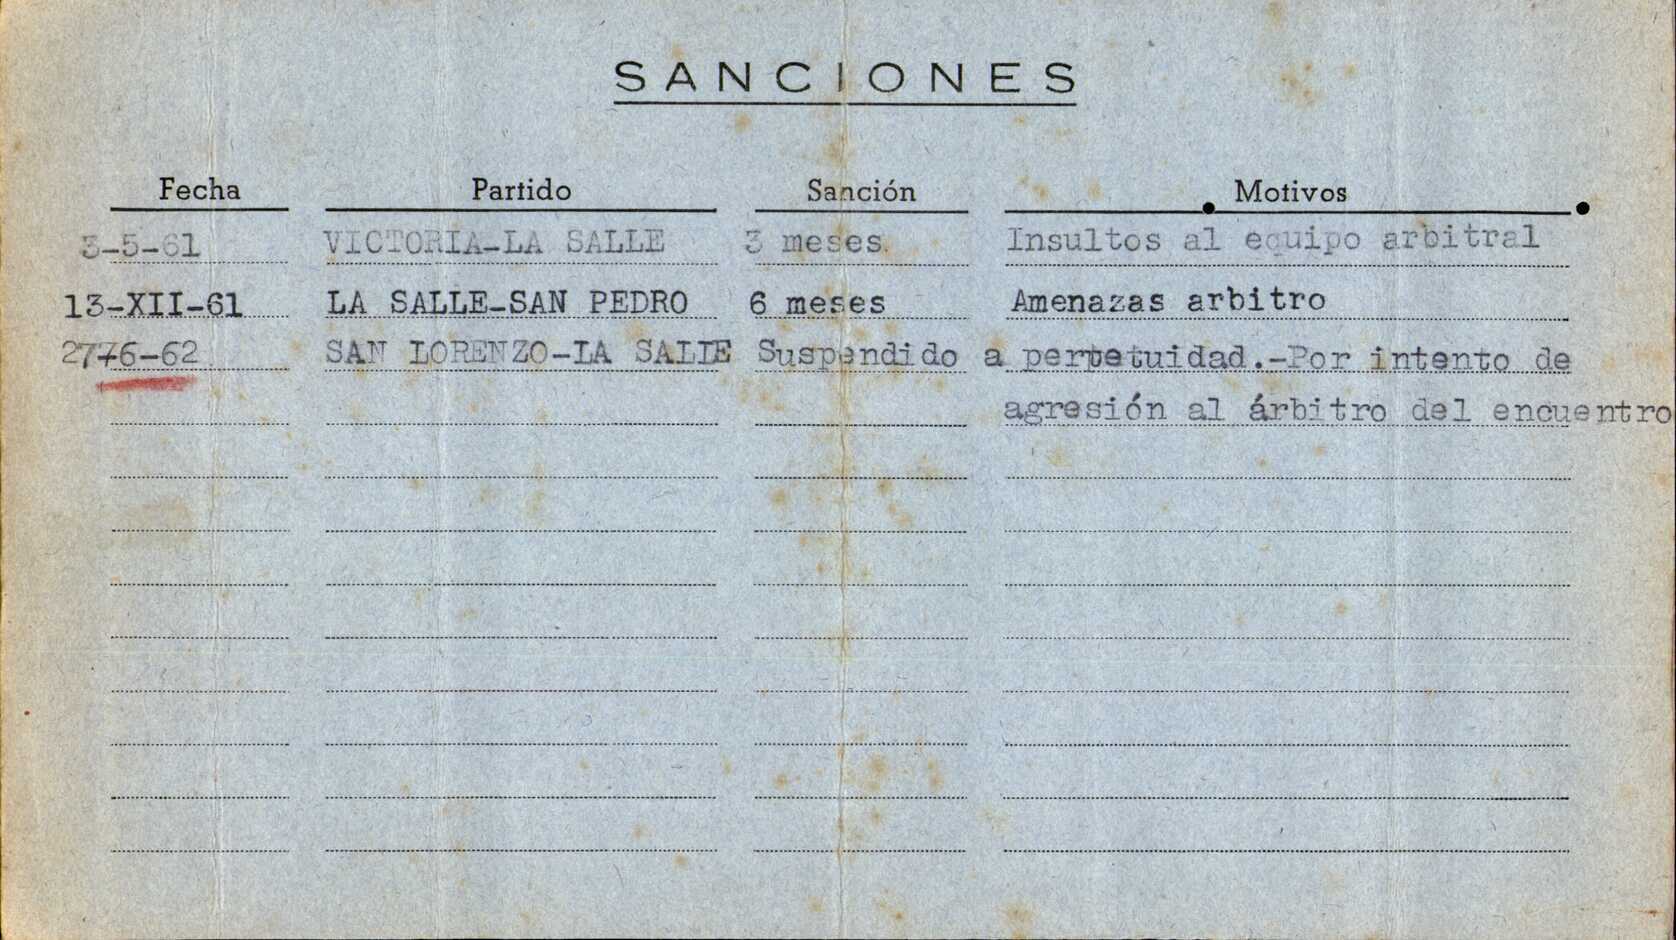 SANCIONES
Fecha Partido Sanción Motivos
3-5-61 VICTORIA-LA SALLE 3 meses. Insultos al equipo arbitral
13-XII-61 LA SALLE-SAN PEDRO 6 meses Amenazas arbitro
27-6-62 SAN LORENZO-LA SALLE Suspendido a perpetuidad.-Por intento de
agresión al árbitro del encuentro